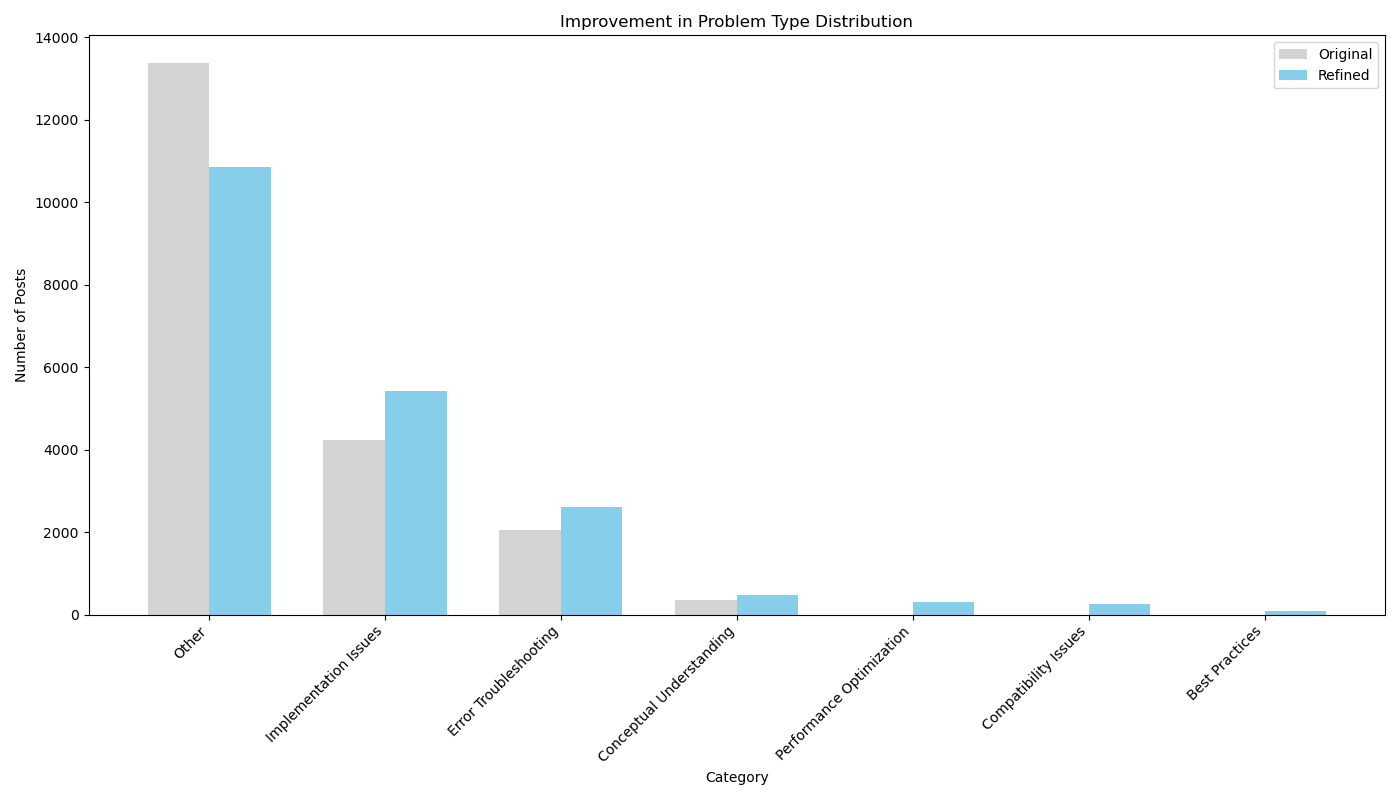 Improvement in Problem Type Distribution
Original
Refined
Number of Posts
14000
12000
10000
8000
6000
4000
2000
0
Other
Implementation Issues
Error Troubleshooting
Conceptual Understanding
Performance Optimization
Compatibility Issues
Best Practices
Category